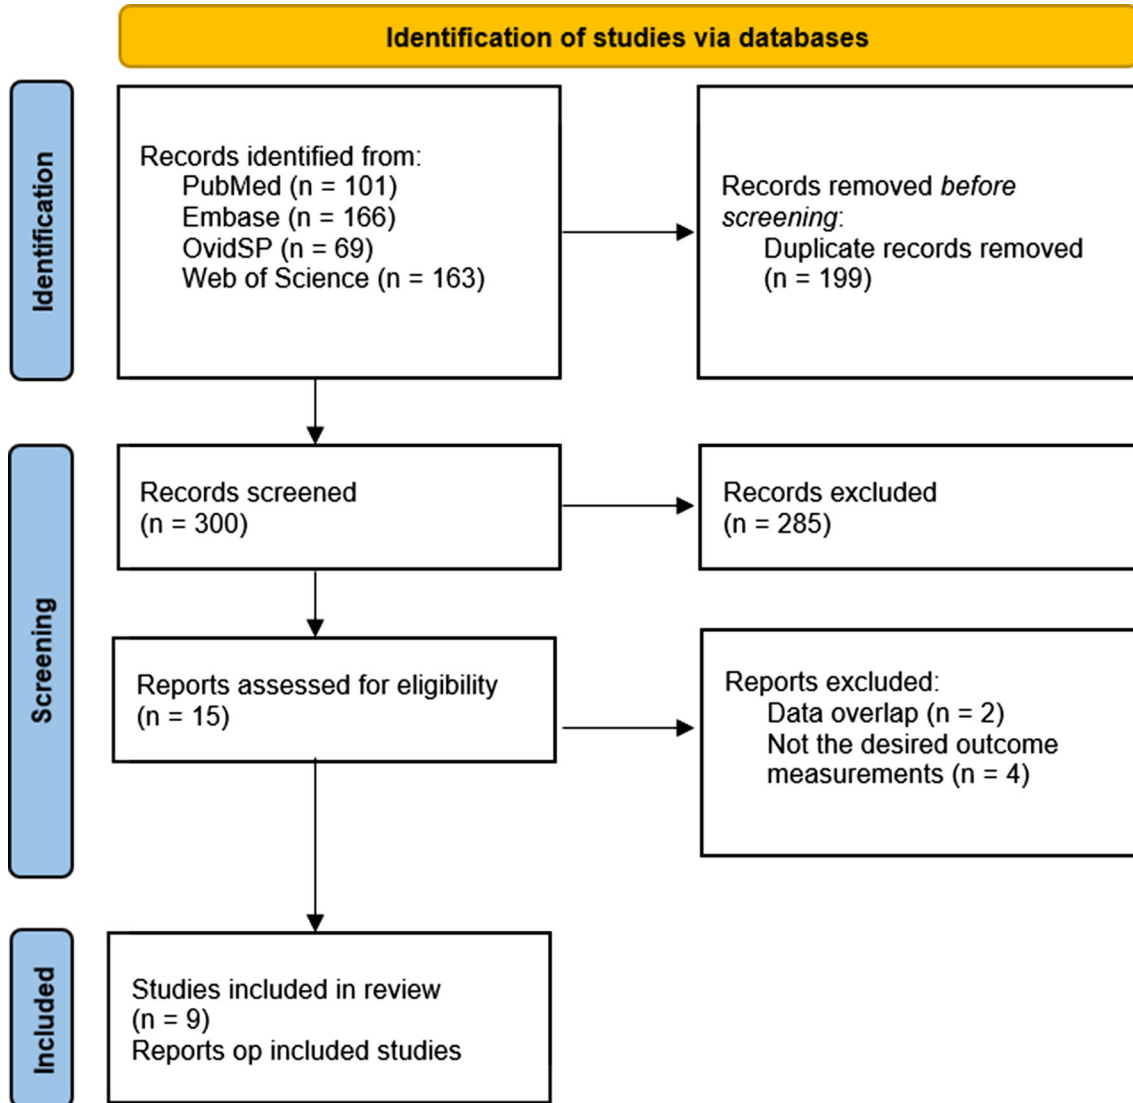 Identification of studies via databases
Identification
Records identified from:
PubMed (n = 101)
Embase (n = 166)
OvidSP (n = 69)
Web of Science (n = 163)
Records removed before
screening:
Duplicate records removed
(n = 199)
Screening
Records screened
(n = 300)
Records excluded
(n = 285)
Reports assessed for eligibility
(n = 15)
Reports excluded:
Data overlap (n = 2)
Not the desired outcome
measurements (n = 4)
Included
Studies included in review
(n = 9)
Reports op included studies